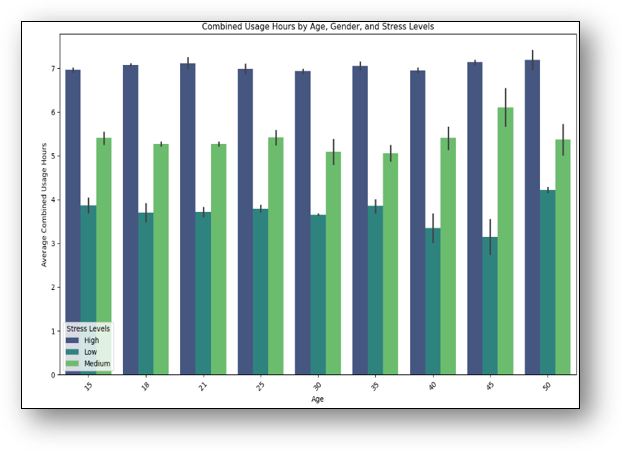 Combined Usage Hours by Age, Gender, and Stress Levels
Average Combined Usage Hours
7
6
5
4
3
2
1
0
Stress Levels
High
Low
Medium
15
18
21
25
30
35
40
45
50
Age